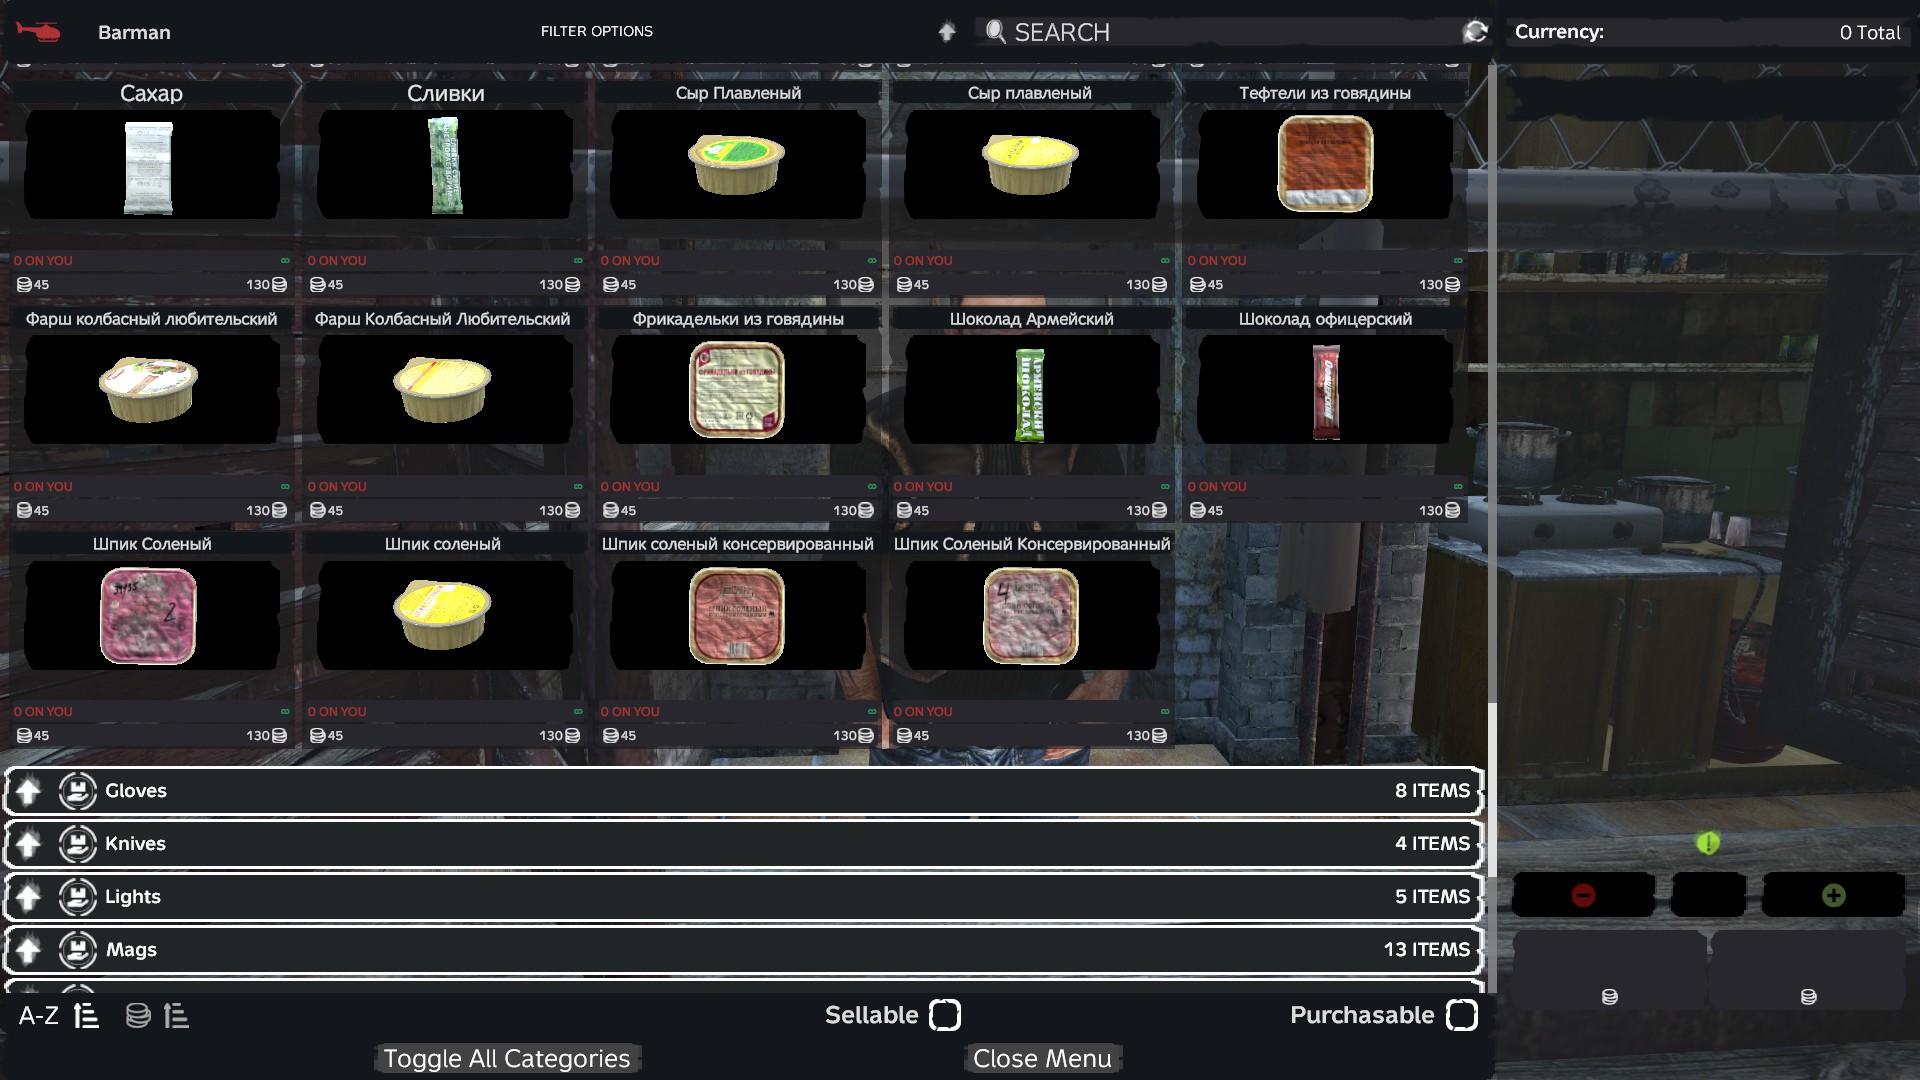 Barman
FILTER OPTIONS
SEARCH
Currency:
0 Total
Сахар
Сливки
Сыр Плавленый
Сыр плавленый
Тефтели из говядины
0 ON YOU ∞
0 ON YOU ∞
0 ON YOU ∞
0 ON YOU ∞
0 ON YOU ∞
45 130
45 130
45 130
45 130
45 130
Фарш колбасный любительский
Фарш Колбасный Любительский
Фрикадельки из говядины
Шоколад Армейский
Шоколад офицерский
0 ON YOU ∞
0 ON YOU ∞
0 ON YOU ∞
0 ON YOU ∞
0 ON YOU ∞
45 130
45 130
45 130
45 130
45 130
Шпик Соленый
Шпик соленый
Шпик соленый консервированный
Шпик Соленый Консервированный
0 ON YOU ∞
0 ON YOU ∞
0 ON YOU ∞
0 ON YOU ∞
45 130
45 130
45 130
45 130
Gloves 8 ITEMS
Knives 4 ITEMS
Lights 5 ITEMS
Mags 13 ITEMS
A-Z
Sellable
Purchasable
Toggle All Categories
Close Menu